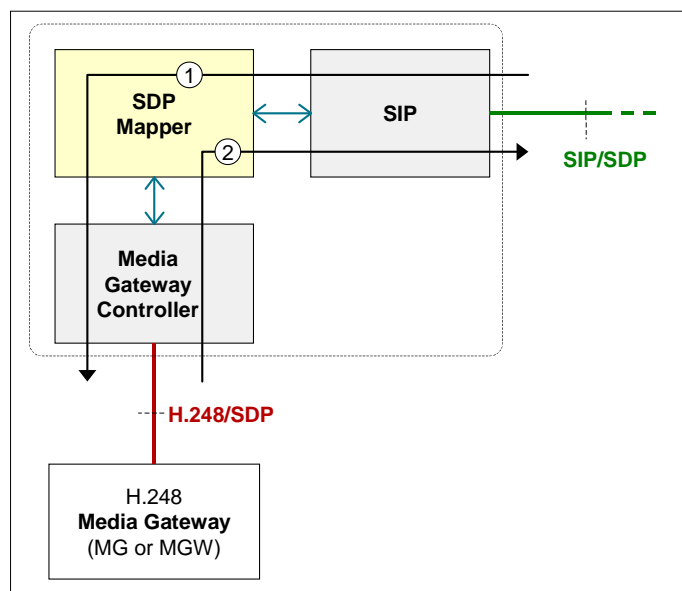 1
SDP
Mapper
SIP
2
SIP/SDP
Media
Gateway
Controller
H.248/SDP
H.248
Media Gateway
(MG or MGW)